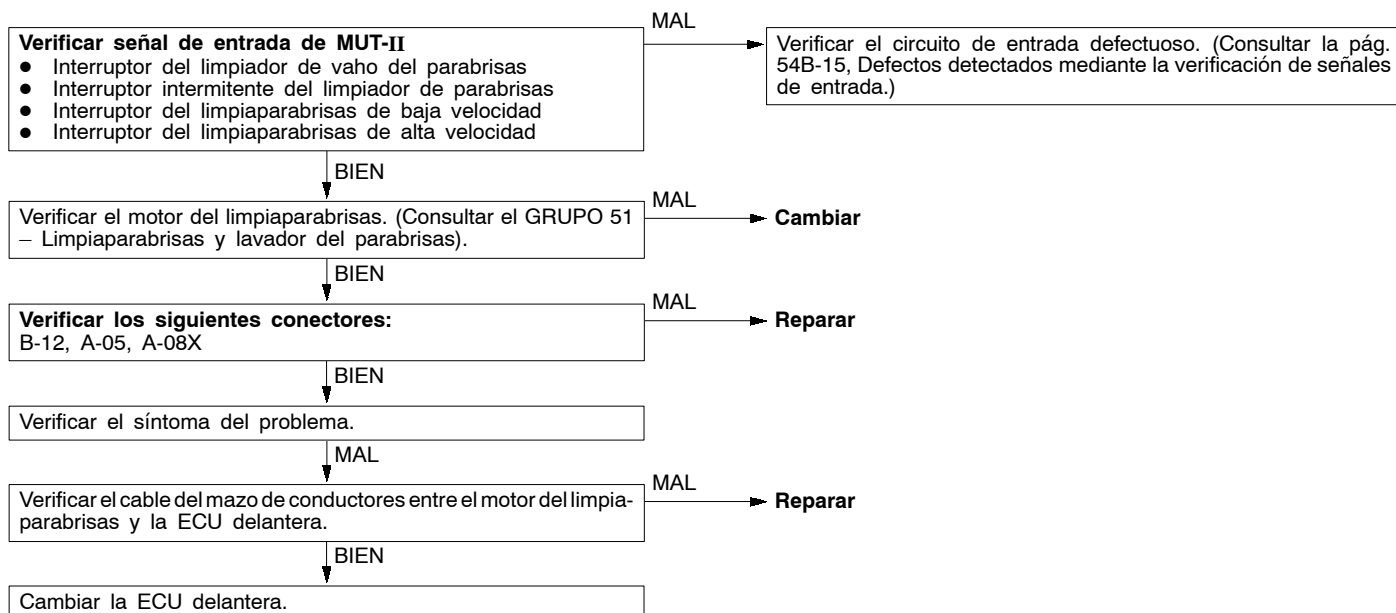 MAL
Verificar señal de entrada de MUT-II
● Interruptor del limpiador de vaho del parabrisas
● Interruptor intermitente del limpiador de parabrisas
● Interruptor del limpiaparabrisas de baja velocidad
● Interruptor del limpiaparabrisas de alta velocidad
Verificar el circuito de entrada defectuoso. (Consultar la pág.
54B-15, Defectos detectados mediante la verificación de señales
de entrada.)
BIEN
MAL
Verificar el motor del limpiaparabrisas. (Consultar el GRUPO 51
– Limpiaparabrisas y lavador del parabrisas).
Cambiar
BIEN
MAL
Verificar los siguientes conectores:
B-12, A-05, A-08X
Reparar
BIEN
Verificar el síntoma del problema.
MAL
MAL
Verificar el cable del mazo de conductores entre el motor del limpia-
parabrisas y la ECU delantera.
Reparar
BIEN
Cambiar la ECU delantera.